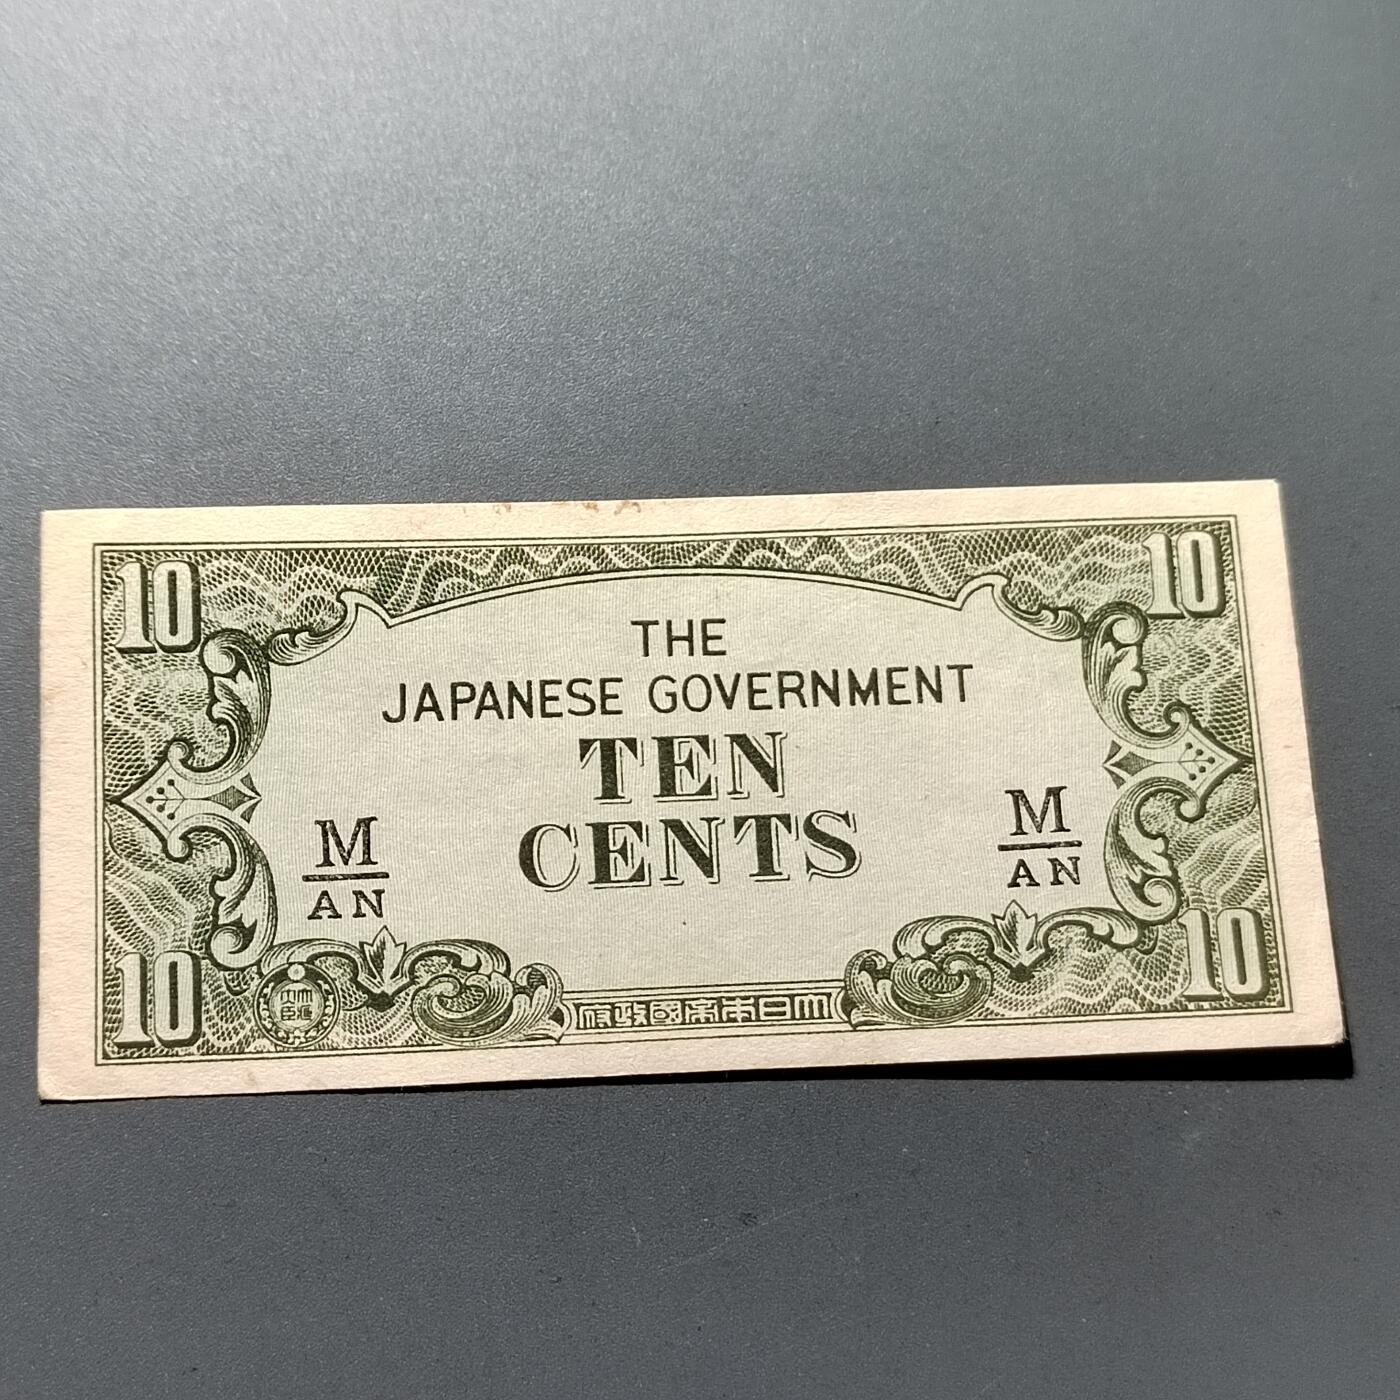 10 10
THE
JAPANESE GOVERNMENT
TEN
CENTS
M M
AN AN
10 10
府政國帝本日大